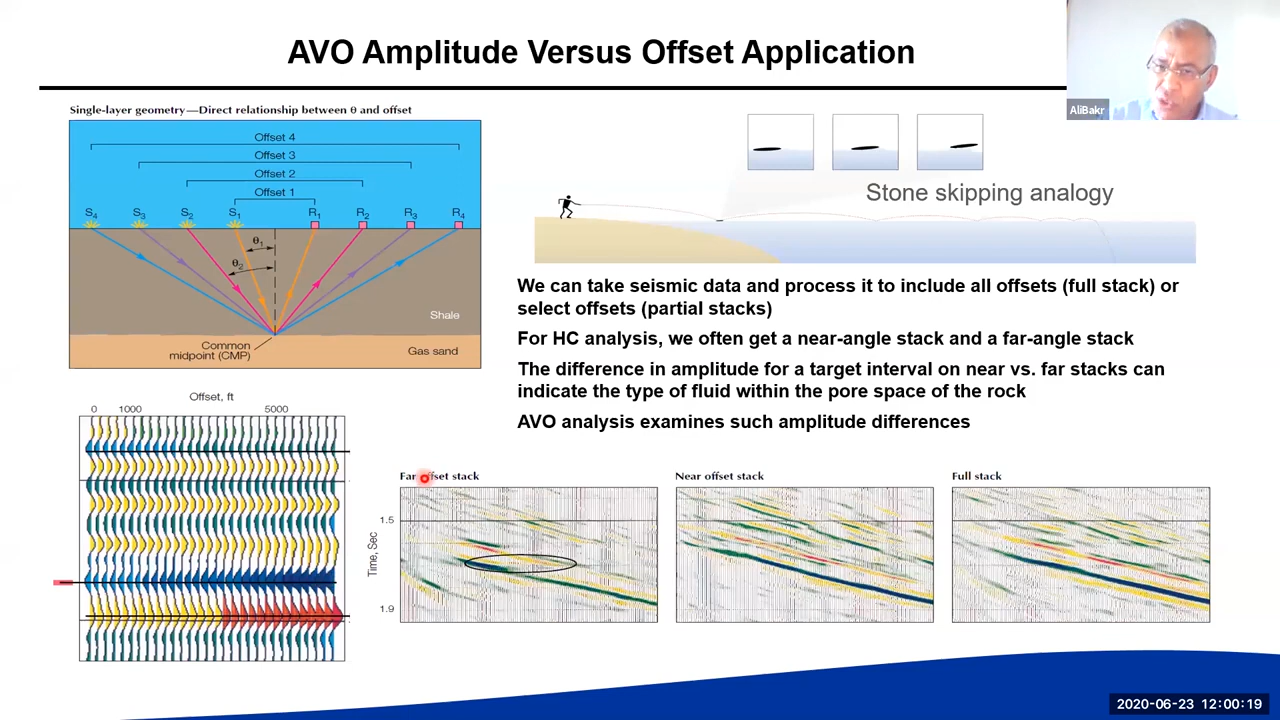 AVO Amplitude Versus Offset Application
AliBakr
Single-layer geometry—Direct relationship between θ and offset
Offset 4
Offset 3
Offset 2
Offset 1
S4 S3 S2 S1 R1 R2 R3 R4
θ1
θ2
Shale
Common
midpoint (CMP)
Gas sand
Stone skipping analogy
We can take seismic data and process it to include all offsets (full stack) or
select offsets (partial stacks)
For HC analysis, we often get a near-angle stack and a far-angle stack
The difference in amplitude for a target interval on near vs. far stacks can
indicate the type of fluid within the pore space of the rock
AVO analysis examines such amplitude differences
Offset, ft
0 1000 5000
Far offset stack
Near offset stack
Full stack
1.5
Time, Sec
1.9
2020-06-23 12:00:19